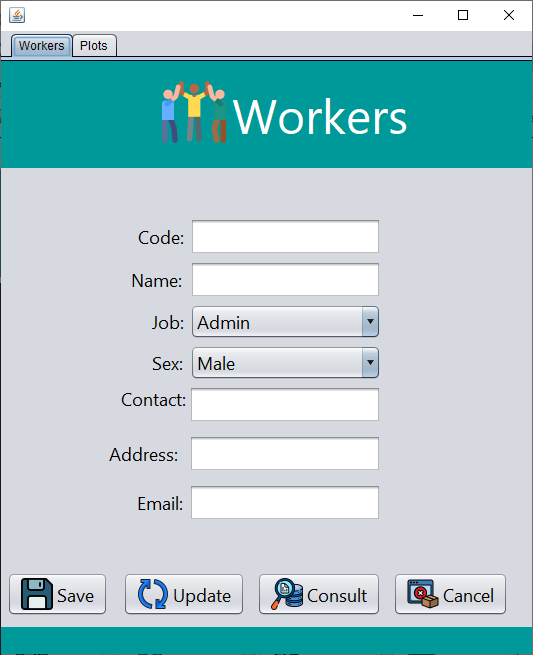 Workers Plots
Workers
Code:
Name:
Job: Admin
Sex: Male
Contact:
Address:
Email:
Save Update Consult Cancel